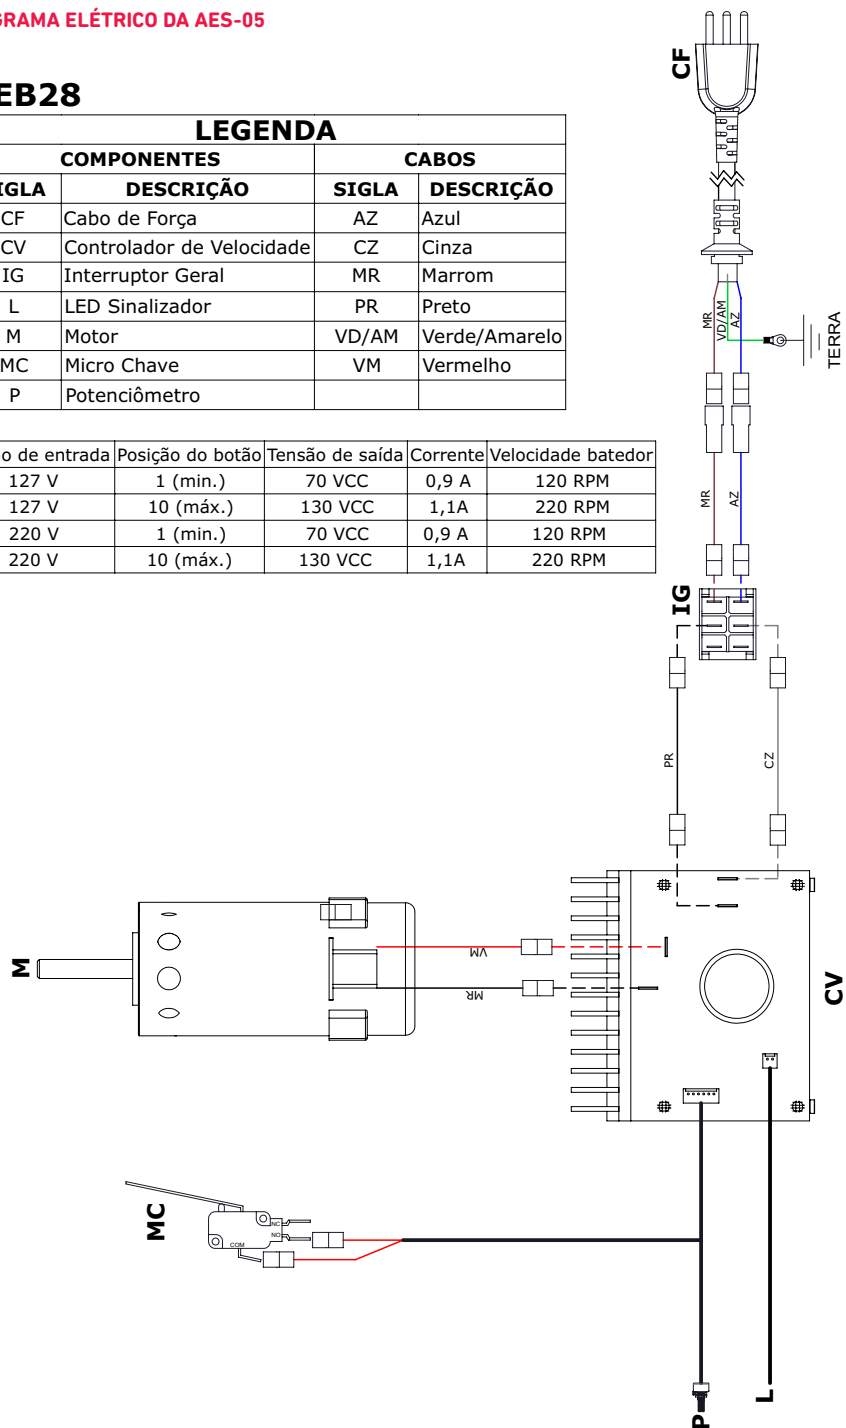 GRAMA ELÉTRICO DA AES-05
EB28
LEGENDA
COMPONENTES CABOS
IGLA DESCRIÇÃO SIGLA DESCRIÇÃO
CF Cabo de Força AZ Azul
CV Controlador de Velocidade CZ Cinza
IG Interruptor Geral MR Marrom
L LED Sinalizador PR Preto
M Motor VD/AM Verde/Amarelo
MC Micro Chave VM Vermelho
P Potenciômetro
o de entrada Posição do botão Tensão de saída Corrente Velocidade batedor
127 V 1 (min.) 70 VCC 0,9 A 120 RPM
127 V 10 (máx.) 130 VCC 1,1A 220 RPM
220 V 1 (min.) 70 VCC 0,9 A 120 RPM
220 V 10 (máx.) 130 VCC 1,1A 220 RPM
CF
MR
VD/AM
AZ
TERRA
MR
AZ
IG
PR
CZ
M
VM
MR
CV
MC
NC
NO
COM
P
L